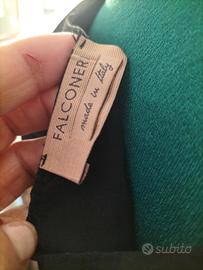 FALCONERI
made in Italy
subito